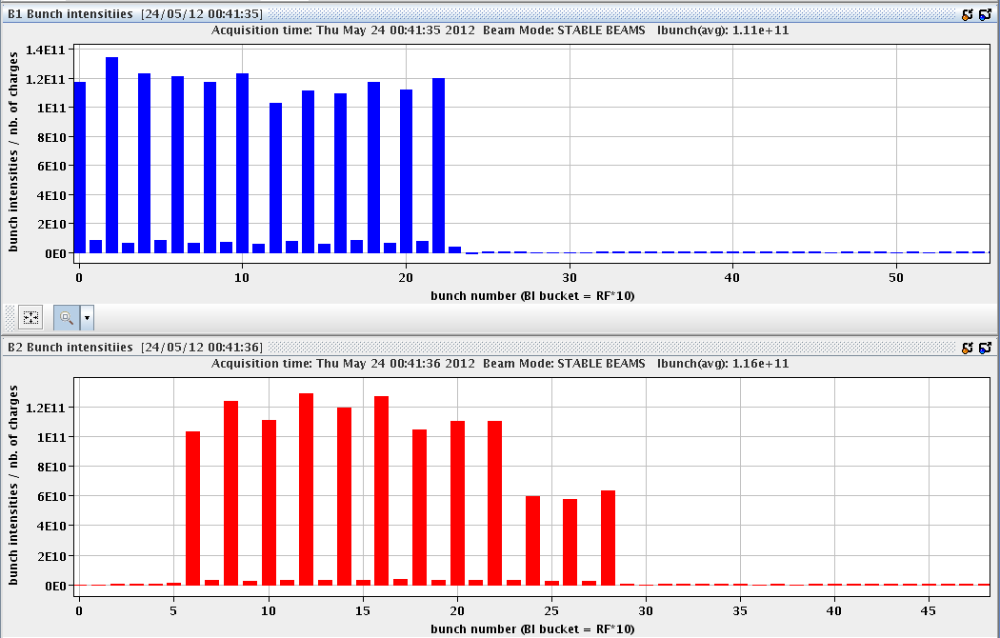 B1 Bunch intensitiies [24/05/12 00:41:35]
Acquisition time: Thu May 24 00:41:35 2012 Beam Mode: STABLE BEAMS Ibunch(avg): 1.11e+11
bunch intensities / nb. of charges
1.4E11
1.2E11
1E11
8E10
6E10
4E10
2E10
0E0
0 10 20 30 40 50
bunch number (BI bucket = RF*10)
B2 Bunch intensitiies [24/05/12 00:41:36]
Acquisition time: Thu May 24 00:41:36 2012 Beam Mode: STABLE BEAMS Ibunch(avg): 1.16e+11
bunch intensities / nb. of charges
1.2E11
1E11
8E10
6E10
4E10
2E10
0E0
0 5 10 15 20 25 30 35 40 45
bunch number (BI bucket = RF*10)